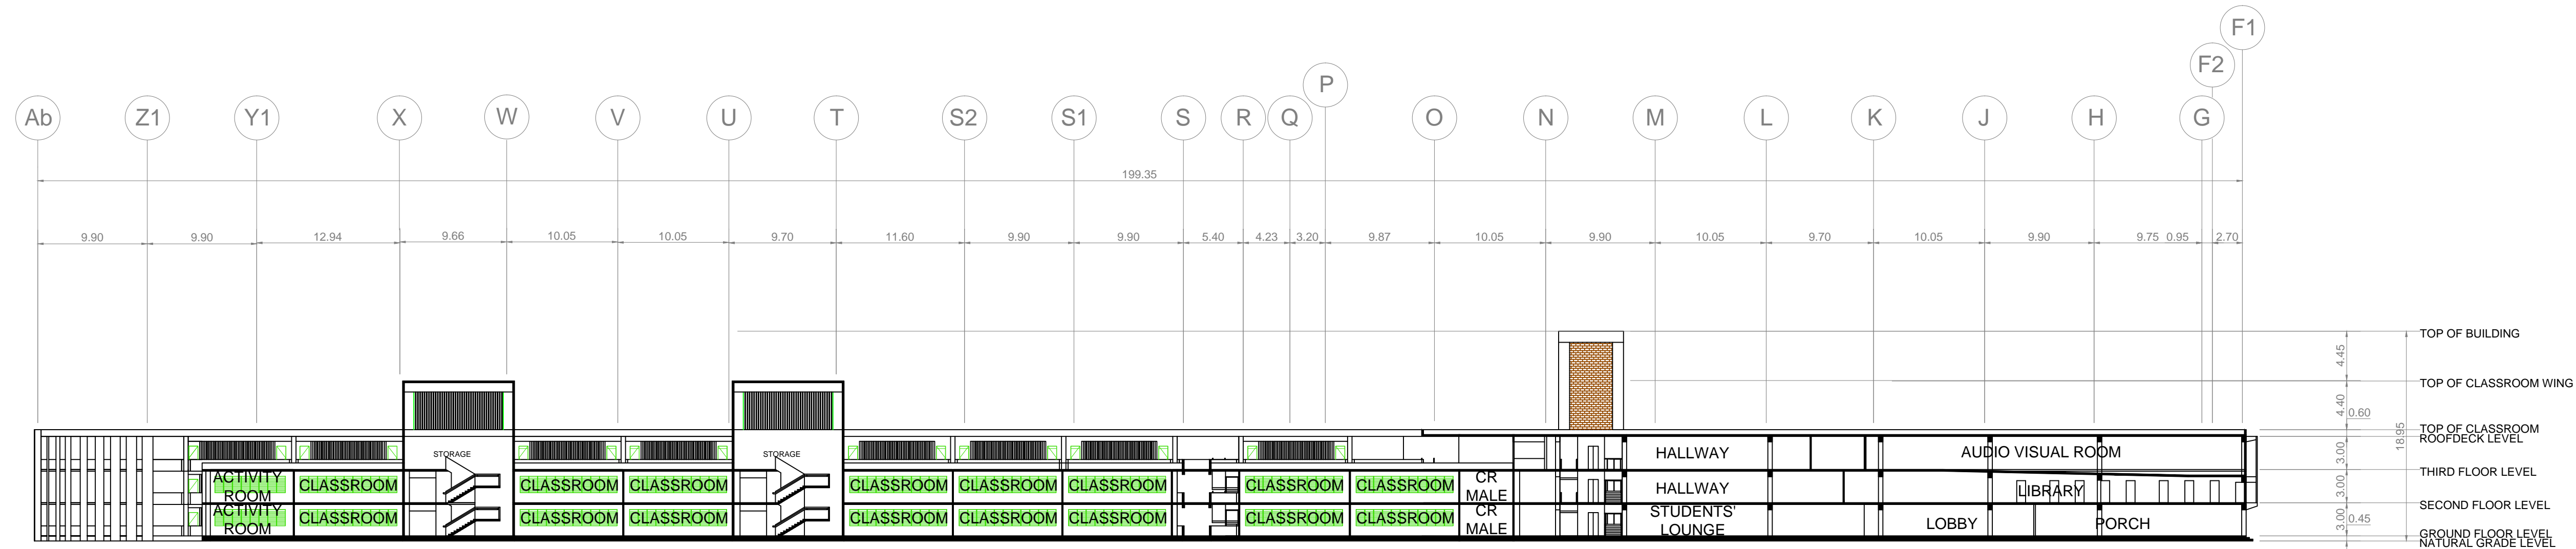 F1
F2
P
Ab Z1 Y1 X W V U T S2 S1 S R Q O N M L K J H G
199.35
9.90 9.90 12.94 9.66 10.05 10.05 9.70 11.60 9.90 9.90 5.40 4.23 3.20 9.87 10.05 9.90 10.05 9.70 10.05 9.90 9.75 0.95 2.70
TOP OF BUILDING
4.45
TOP OF CLASSROOM WING
4.40
0.60
TOP OF CLASSROOM
ROOFDECK LEVEL
18.95
STORAGE STORAGE HALLWAY AUDIO VISUAL ROOM
3.00
THIRD FLOOR LEVEL
ACTIVITY
ROOM
CLASSROOM CLASSROOM CLASSROOM CLASSROOM CLASSROOM CLASSROOM CLASSROOM CLASSROOM
CR
MALE
HALLWAY LIBRARY
3.00
SECOND FLOOR LEVEL
ACTIVITY
ROOM
CLASSROOM CLASSROOM CLASSROOM CLASSROOM CLASSROOM CLASSROOM CLASSROOM CLASSROOM
CR
MALE
STUDENTS'
LOUNGE
LOBBY PORCH
3.00
0.45
GROUND FLOOR LEVEL
NATURAL GRADE LEVEL